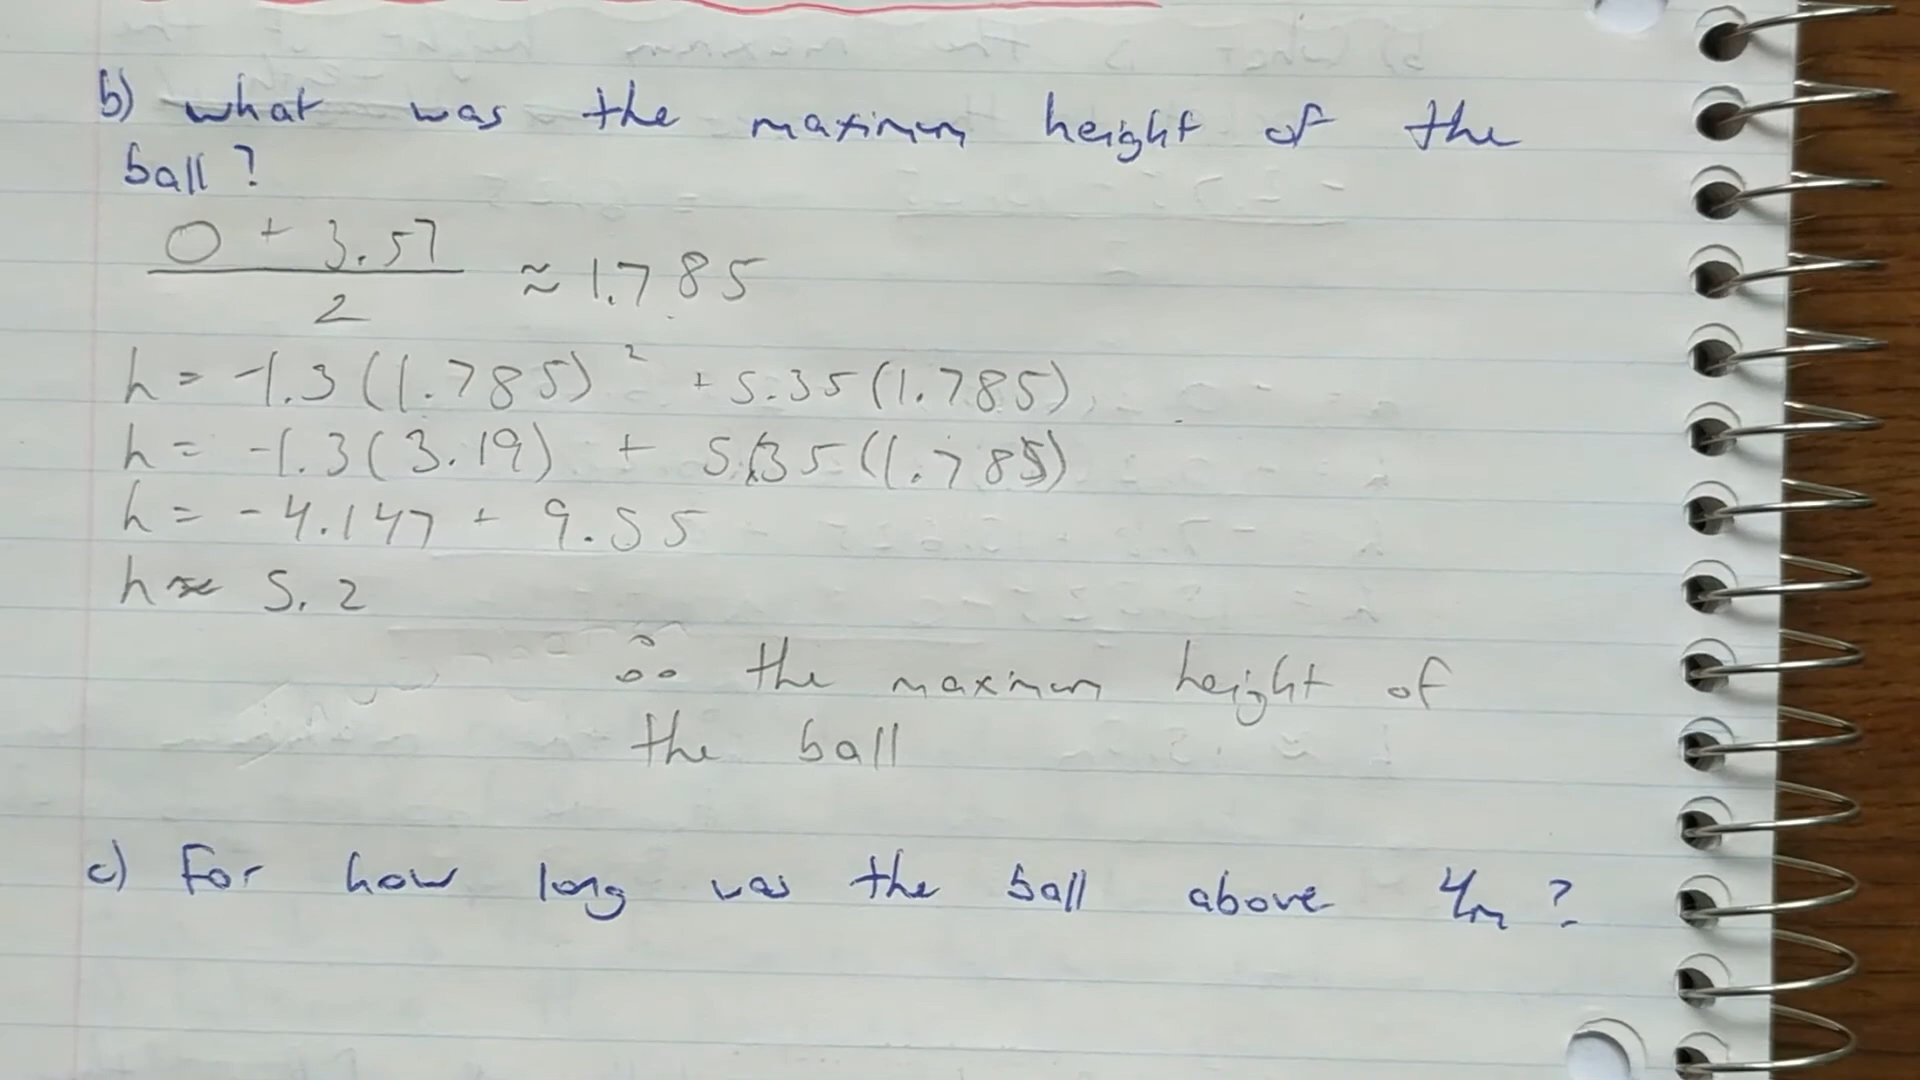 b) what was the maximum height of the
ball?
0 + 3.57
2
≈ 1.785
h = -1.3(1.785)² + 5.35(1.785)
h = -1.3(3.19) + 5.35(1.785)
h = -4.147 + 9.55
h ≈ 5.2
∴ the maximum height of
the ball
c) For how long was the ball above 4m?